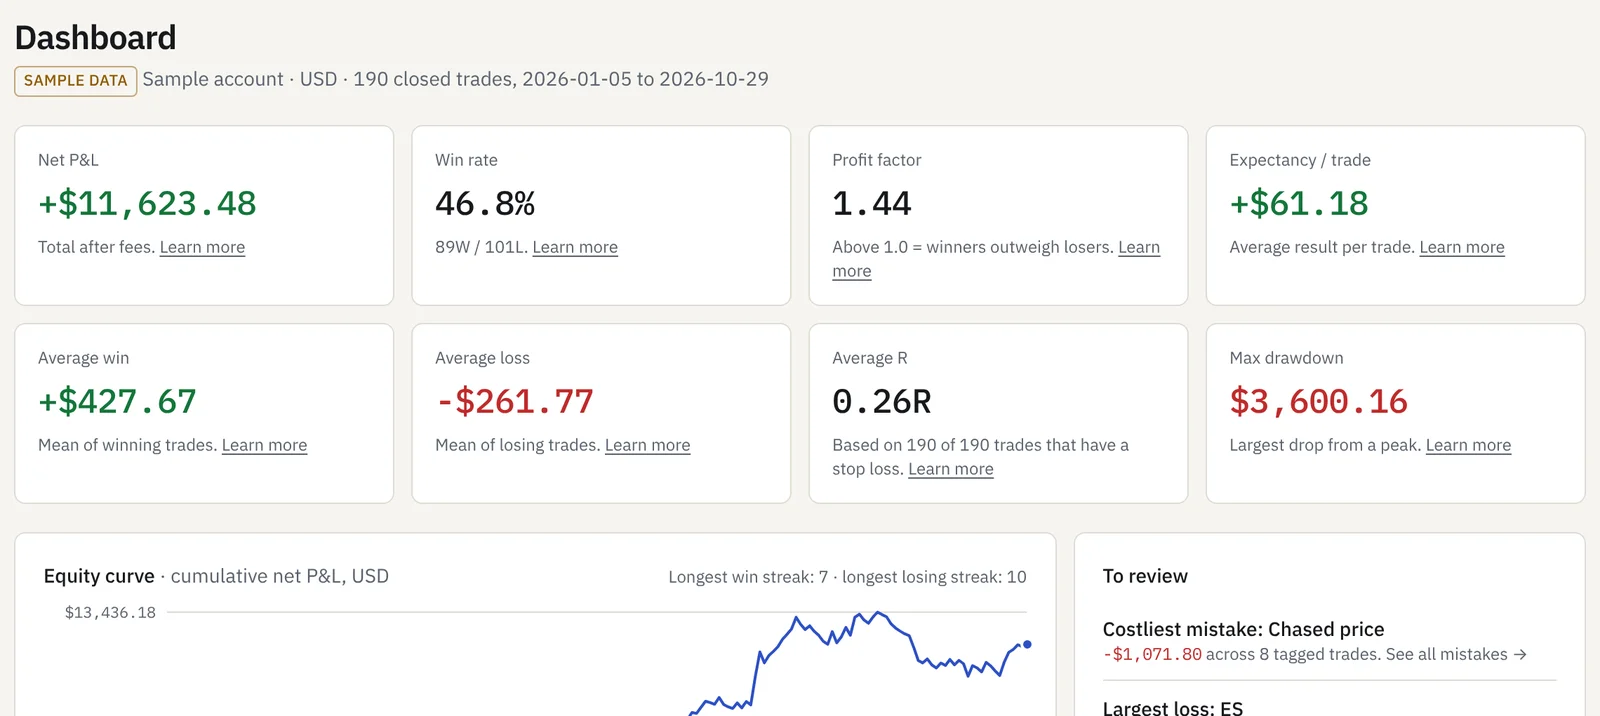 Dashboard
SAMPLE DATA Sample account · USD · 190 closed trades, 2026-01-05 to 2026-10-29
Net P&L
+$11,623.48
Total after fees. Learn more
Win rate
46.8%
89W / 101L. Learn more
Profit factor
1.44
Above 1.0 = winners outweigh losers. Learn
more
Expectancy / trade
+$61.18
Average result per trade. Learn more
Average win
+$427.67
Mean of winning trades. Learn more
Average loss
-$261.77
Mean of losing trades. Learn more
Average R
0.26R
Based on 190 of 190 trades that have a
stop loss. Learn more
Max drawdown
$3,600.16
Largest drop from a peak. Learn more
Equity curve · cumulative net P&L, USD
Longest win streak: 7 · longest losing streak: 10
$13,436.18
To review
Costliest mistake: Chased price
-$1,071.80 across 8 tagged trades. See all mistakes →
Largest loss: ES